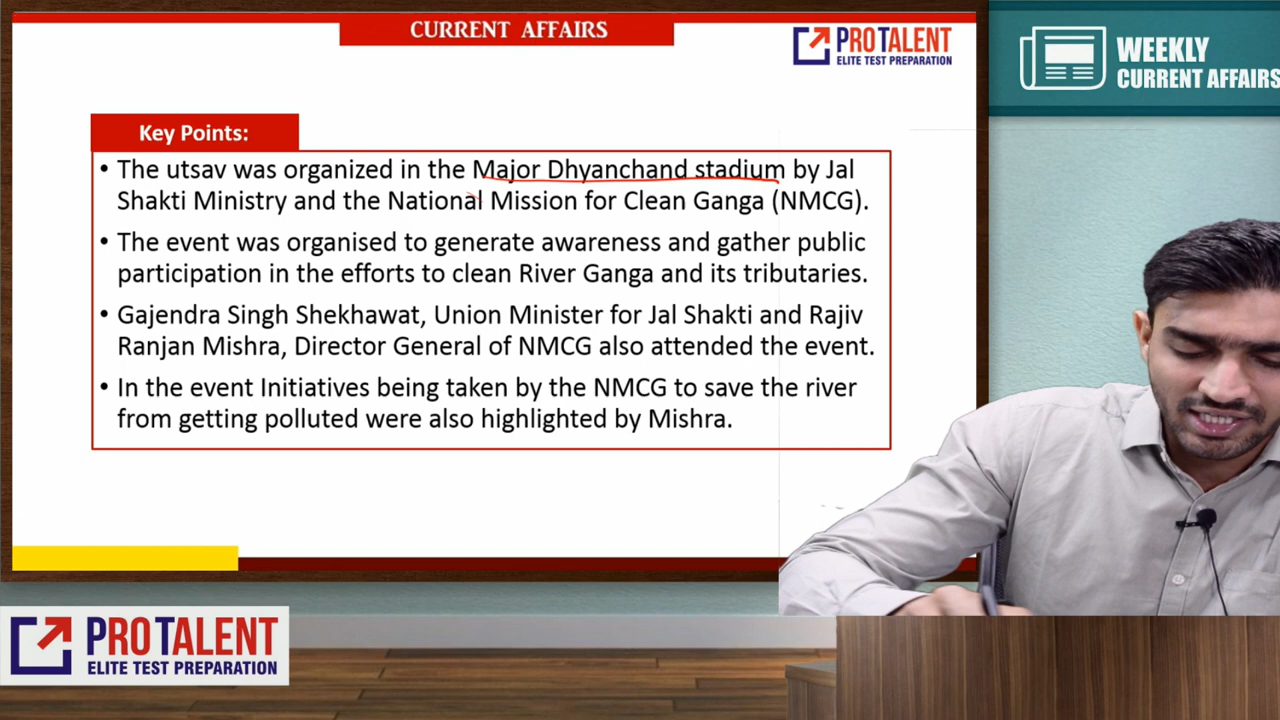 CURRENT AFFAIRS
PROTALENT
ELITE TEST PREPARATION
WEEKLY
CURRENT AFFAIRS
Key Points:
• The utsav was organized in the Major Dhyanchand stadium by Jal
Shakti Ministry and the National Mission for Clean Ganga (NMCG).
• The event was organised to generate awareness and gather public
participation in the efforts to clean River Ganga and its tributaries.
• Gajendra Singh Shekhawat, Union Minister for Jal Shakti and Rajiv
Ranjan Mishra, Director General of NMCG also attended the event.
• In the event Initiatives being taken by the NMCG to save the river
from getting polluted were also highlighted by Mishra.
PROTALENT
ELITE TEST PREPARATION